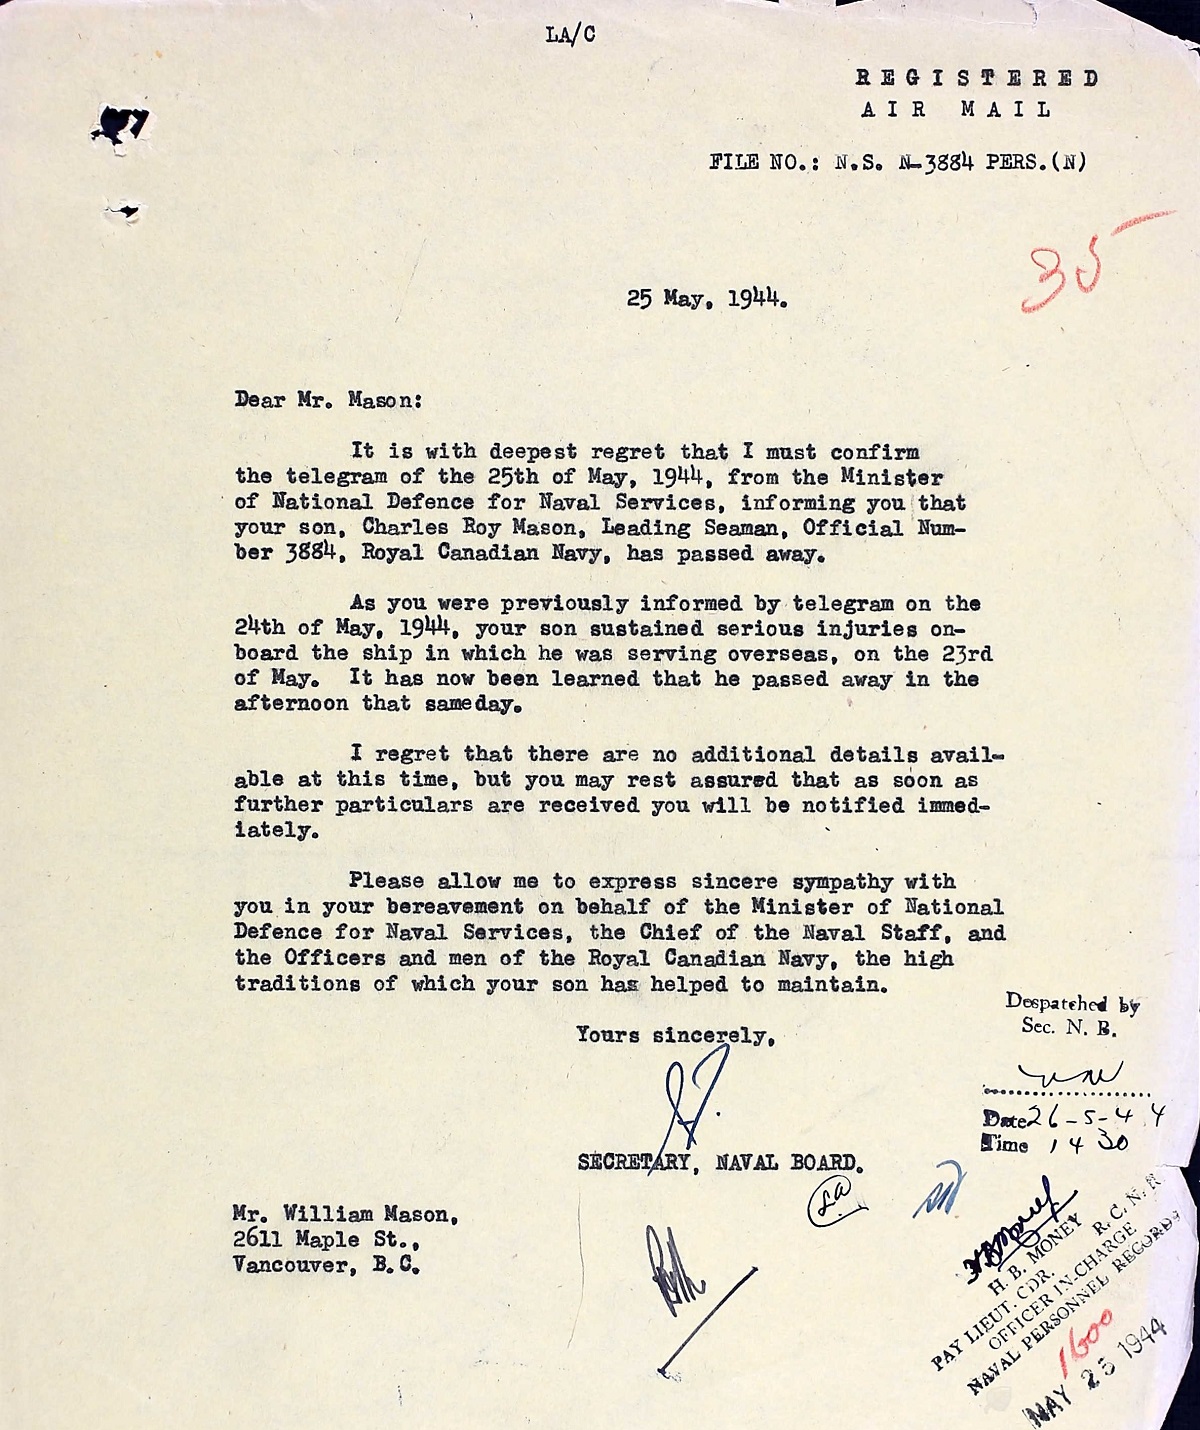 LA/C
REGISTERED
AIR MAIL
FILE NO.: N.S. N-3884 PERS.(N)
35
25 May, 1944.
Dear Mr. Mason:
It is with deepest regret that I must confirm
the telegram of the 25th of May, 1944, from the Minister
of National Defence for Naval Services, informing you that
your son, Charles Roy Mason, Leading Seaman, Official Num-
ber 3884, Royal Canadian Navy, has passed away.
As you were previously informed by telegram on the
24th of May, 1944, your son sustained serious injuries on-
board the ship in which he was serving overseas, on the 23rd
of May. It has now been learned that he passed away in the
afternoon that sameday.
I regret that there are no additional details avail-
able at this time, but you may rest assured that as soon as
further particulars are received you will be notified immed-
iately.
Please allow me to express sincere sympathy with
you in your bereavement on behalf of the Minister of National
Defence for Naval Services, the Chief of the Naval Staff, and
the Officers and men of the Royal Canadian Navy, the high
traditions of which your son has helped to maintain.
Yours sincerely,
SECRETARY, NAVAL BOARD.
Despatched by
Sec. N. B.
Date 26-5-44
Time 1430
La
Mr. William Mason,
2611 Maple St.,
Vancouver, B.C.
HBMoney
H. B. MONEY
PAY LIEUT. CDR. R. C. N. R.
OFFICER IN-CHARGE
NAVAL PERSONNEL RECORDS
1600
MAY 25 1944